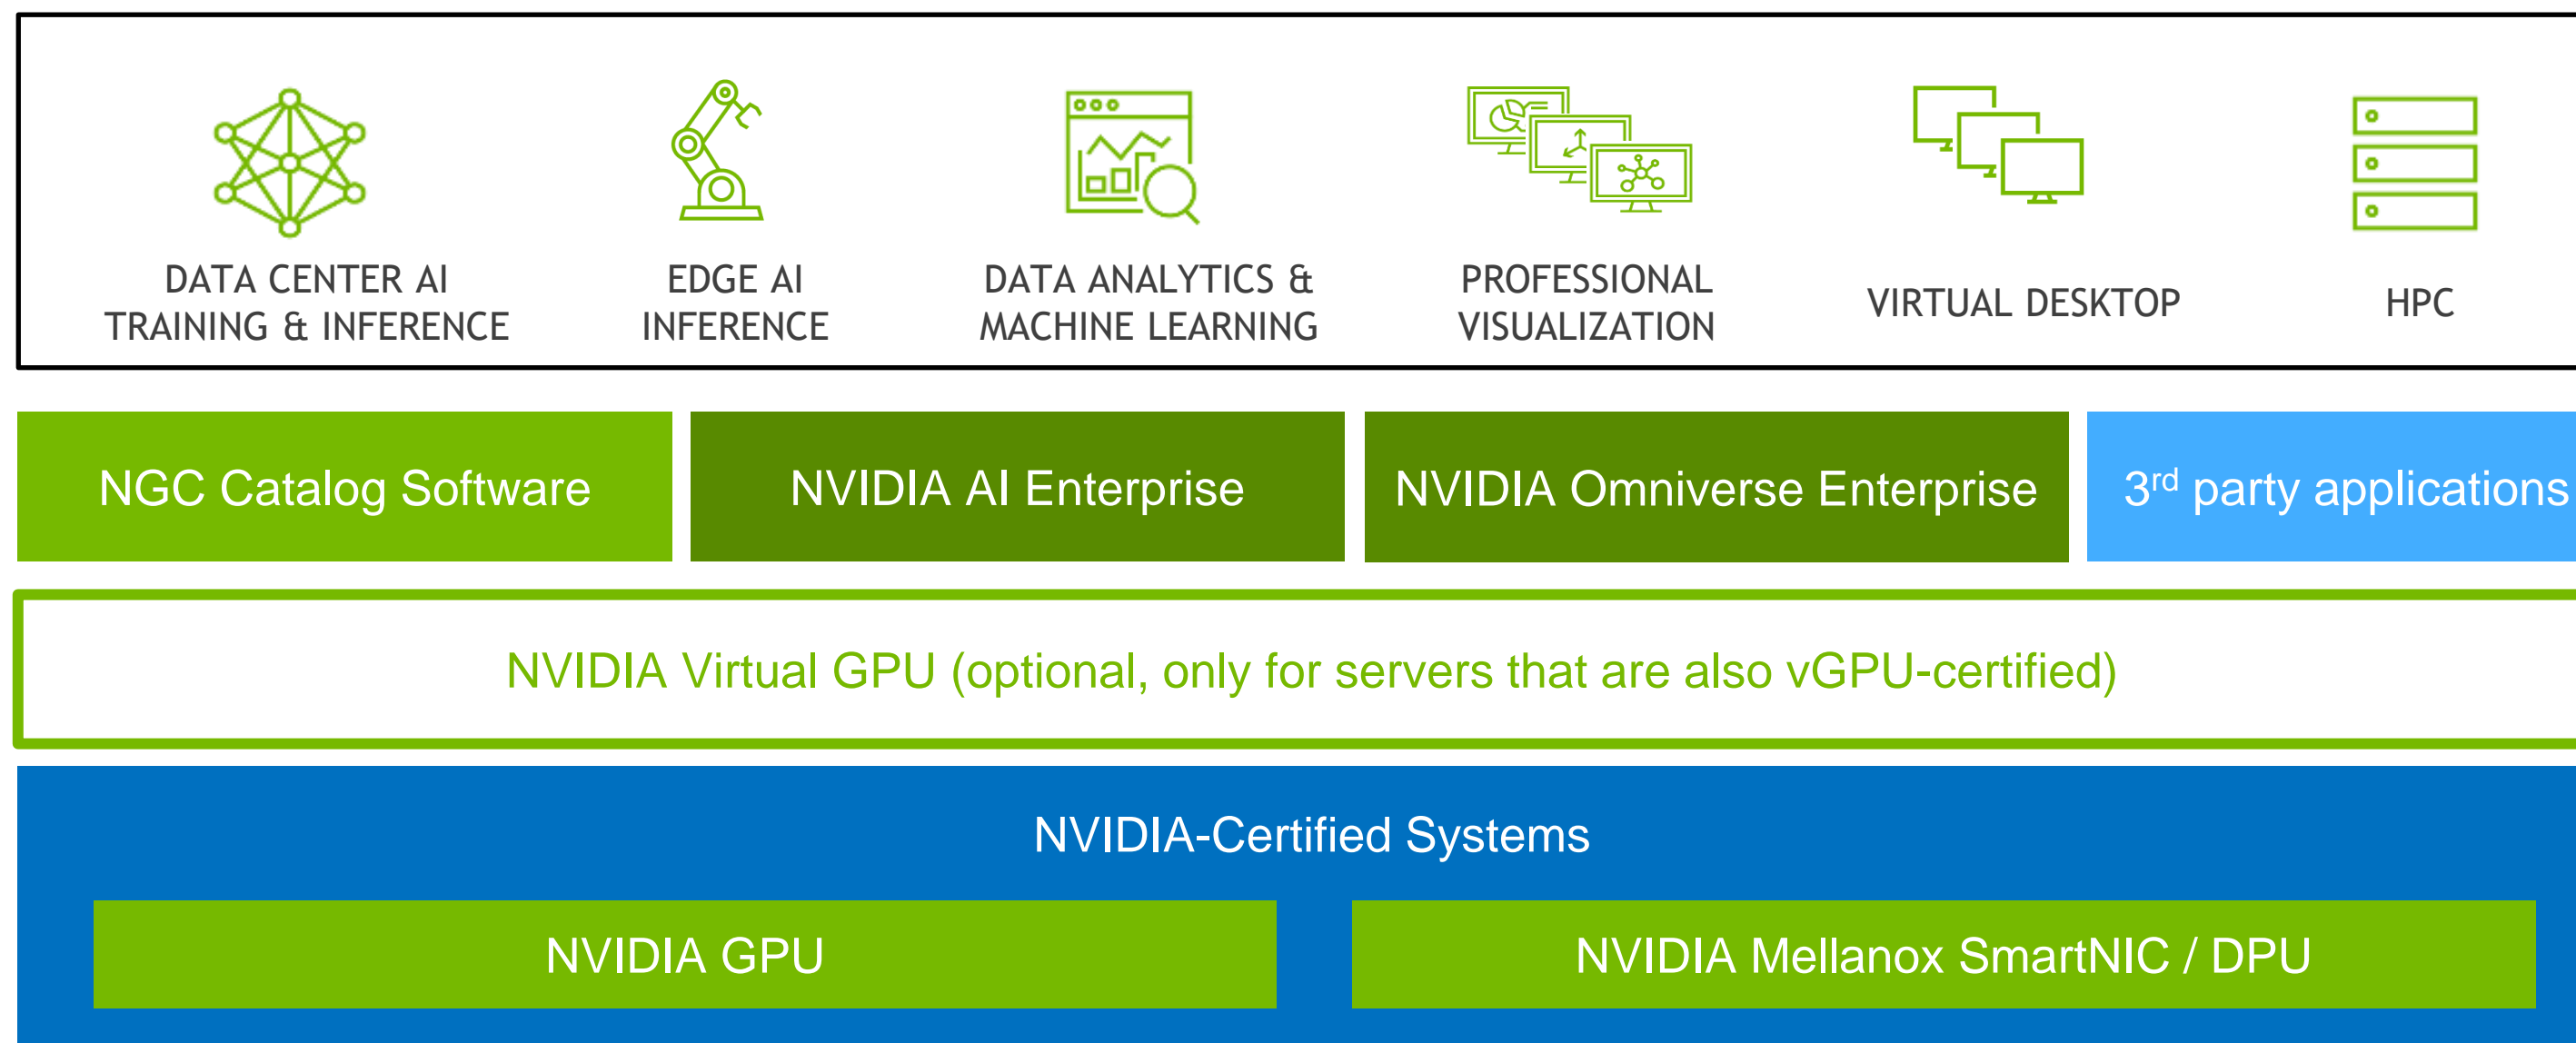 DATA CENTER AI
TRAINING & INFERENCE
EDGE AI
INFERENCE
DATA ANALYTICS &
MACHINE LEARNING
PROFESSIONAL
VISUALIZATION
VIRTUAL DESKTOP
HPC
NGC Catalog Software
NVIDIA AI Enterprise
NVIDIA Omniverse Enterprise
3rd party applications
NVIDIA Virtual GPU (optional, only for servers that are also vGPU-certified)
NVIDIA-Certified Systems
NVIDIA GPU
NVIDIA Mellanox SmartNIC / DPU